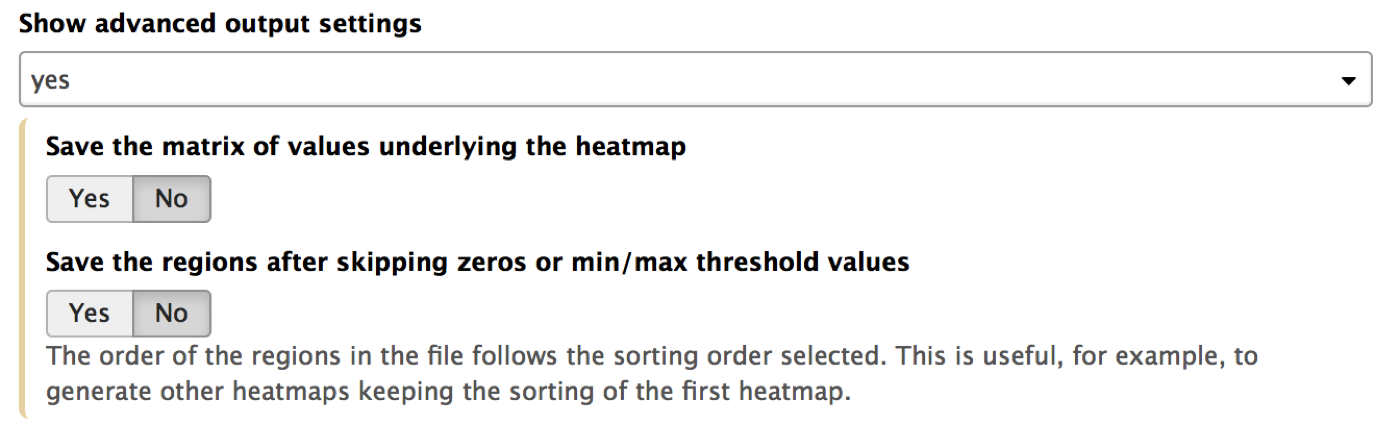 Show advanced output settings
yes
Save the matrix of values underlying the heatmap
Yes No
Save the regions after skipping zeros or min/max threshold values
Yes No
The order of the regions in the file follows the sorting order selected. This is useful, for example, to
generate other heatmaps keeping the sorting of the first heatmap.